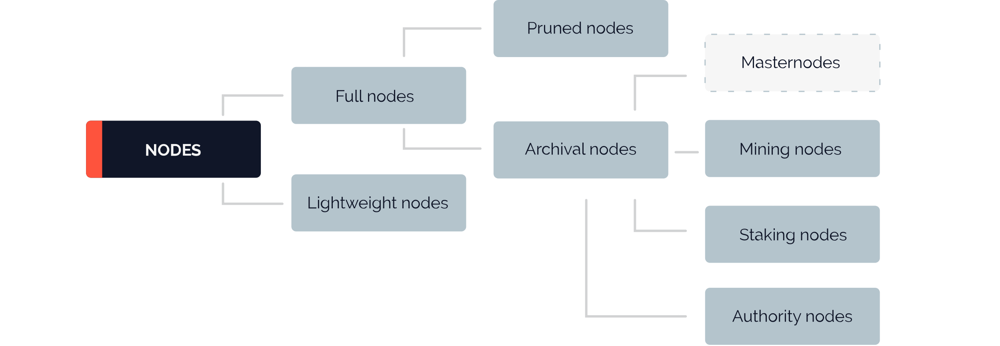 NODES
Full nodes
Lightweight nodes
Pruned nodes
Archival nodes
Masternodes
Mining nodes
Staking nodes
Authority nodes